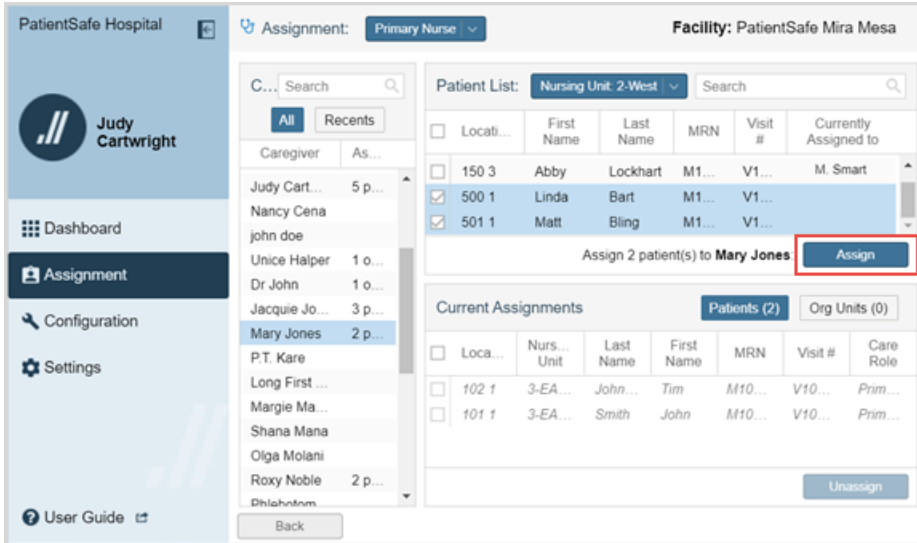 PatientSafe Hospital
Judy
Cartwright
Dashboard
Assignment
Configuration
Settings
User Guide
Assignment: Primary Nurse
Facility: PatientSafe Mira Mesa
C... Search
All Recents
Caregiver As...
Judy Cart... 5 p...
Nancy Cena
john doe
Unice Halper 1 o...
Dr John 1 o...
Jacquie Jo... 3 p...
Mary Jones 2 p...
P.T. Kare
Long First ...
Margie Ma...
Shana Mana
Olga Molani
Roxy Noble 2 p...
Phlebotom
Back
Patient List: Nursing Unit: 2-West Search
Locati... First Name Last Name MRN Visit # Currently Assigned to
150 3 Abby Lockhart M1... V1... M. Smart
500 1 Linda Bart M1... V1...
501 1 Matt Bling M1... V1...
Assign 2 patient(s) to Mary Jones: Assign
Current Assignments Patients (2) Org Units (0)
Loca... Nurs... Unit Last Name First Name MRN Visit # Care Role
102 1 3-EA... John... Tim M10... V10... Prim...
101 1 3-EA... Smith John M10... V10... Prim...
Unassign